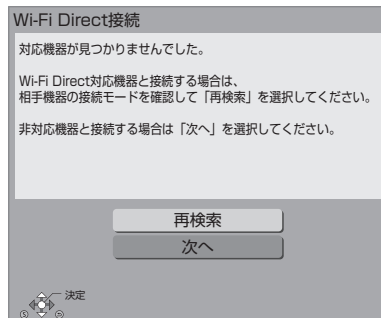 Wi-Fi Direct接続
対応機器が見つかりませんでした。
Wi-Fi Direct対応機器と接続する場合は、
相手機器の接続モードを確認して「再検索」を選択してください。
非対応機器と接続する場合は「次へ」を選択してください。
再検索
次へ
決定